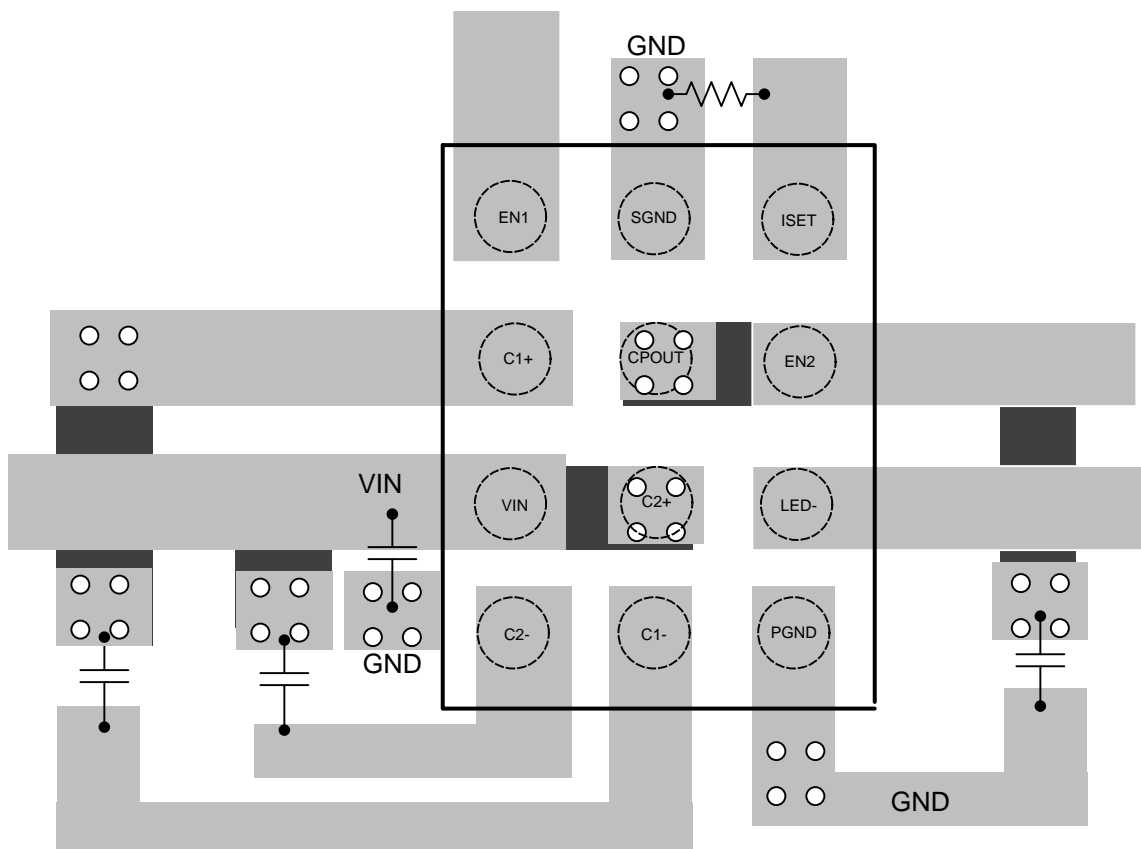 GND
EN1
SGND
ISET
C1+
CPOUT
EN2
VIN
VIN
C2+
LED-
C2-
C1-
PGND
GND
GND